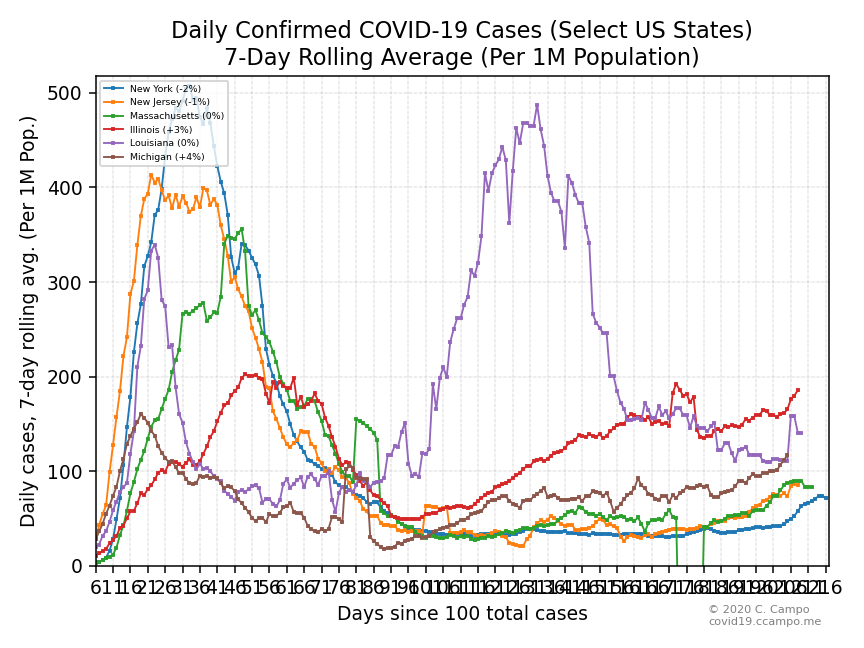 Daily Confirmed COVID-19 Cases (Select US States)
7-Day Rolling Average (Per 1M Population)
Daily cases, 7-day rolling avg. (Per 1M Pop.)
500
400
300
200
100
0
New York (-2%)
New Jersey (-1%)
Massachusetts (0%)
Illinois (+3%)
Louisiana (0%)
Michigan (+4%)
Days since 100 total cases
© 2020 C. Campo
covid19.ccampo.me